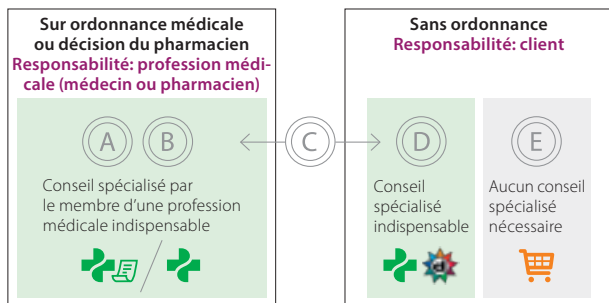 Sur ordonnance médicale
ou décision du pharmacien
Responsabilité: profession médi-
cale (médecin ou pharmacien)
A B
Conseil spécialisé par
le membre d'une profession
médicale indispensable
C
Sans ordonnance
Responsabilité: client
D
Conseil
spécialisé
indispensable
d
E
Aucun conseil
spécialisé
nécessaire